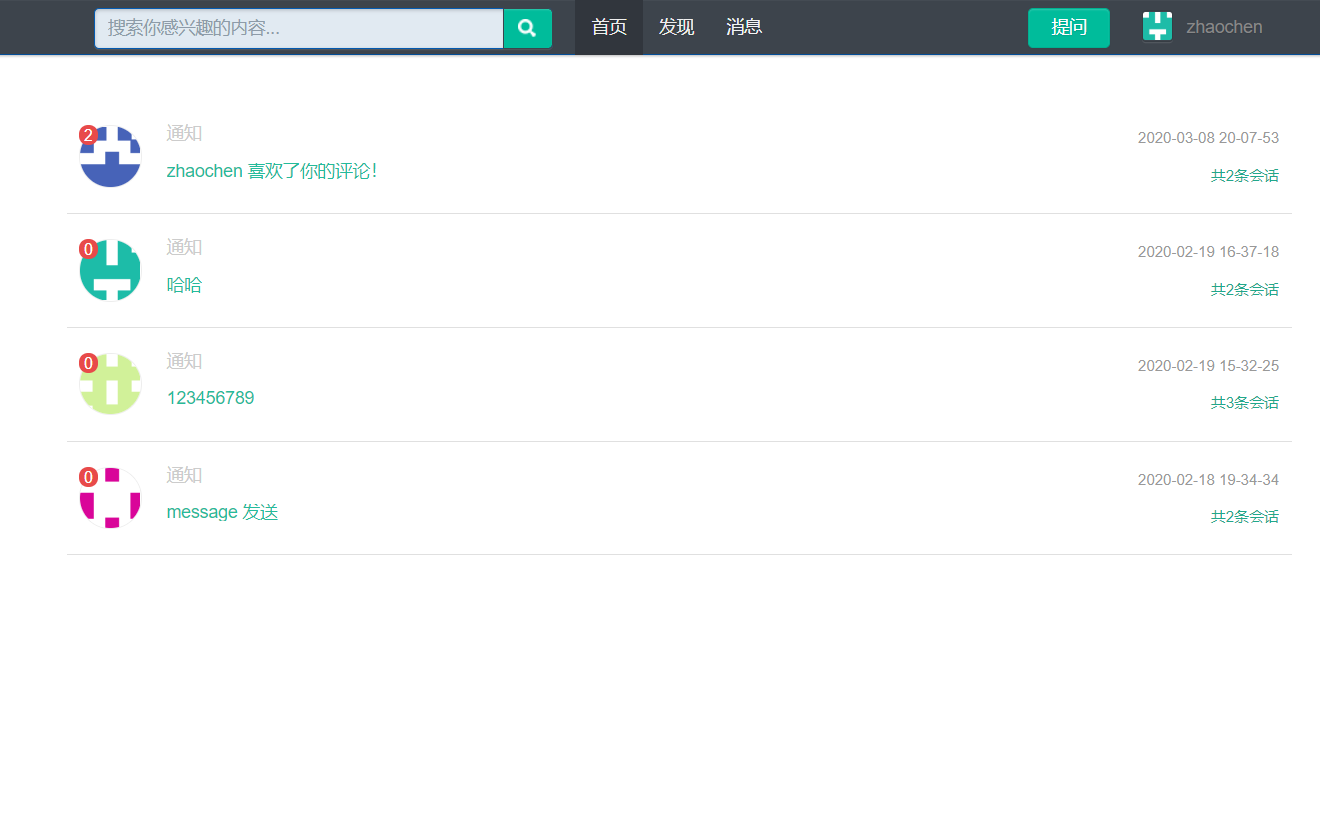 搜索你感兴趣的内容... 首页 发现 消息 提问 zhaochen
2 通知 2020-03-08 20-07-53
zhaochen 喜欢了你的评论! 共2条会话
0 通知 2020-02-19 16-37-18
哈哈 共2条会话
0 通知 2020-02-19 15-32-25
123456789 共3条会话
0 通知 2020-02-18 19-34-34
message 发送 共2条会话